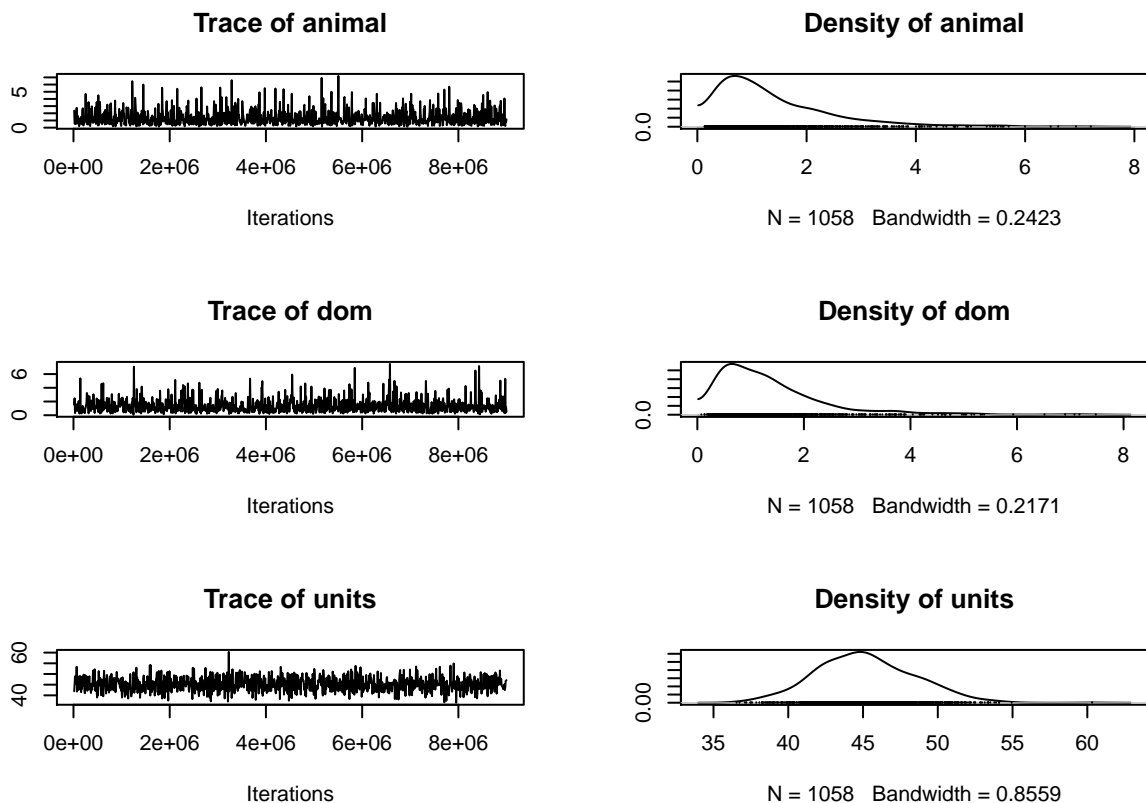 Trace of animal
5
0
0e+00 2e+06 4e+06 6e+06 8e+06
Iterations
Density of animal
0.0
0 2 4 6 8
N = 1058 Bandwidth = 0.2423
Trace of dom
6
0
0e+00 2e+06 4e+06 6e+06 8e+06
Iterations
Density of dom
0.0
0 2 4 6 8
N = 1058 Bandwidth = 0.2171
Trace of units
60
40
0e+00 2e+06 4e+06 6e+06 8e+06
Iterations
Density of units
0.00
35 40 45 50 55 60
N = 1058 Bandwidth = 0.8559